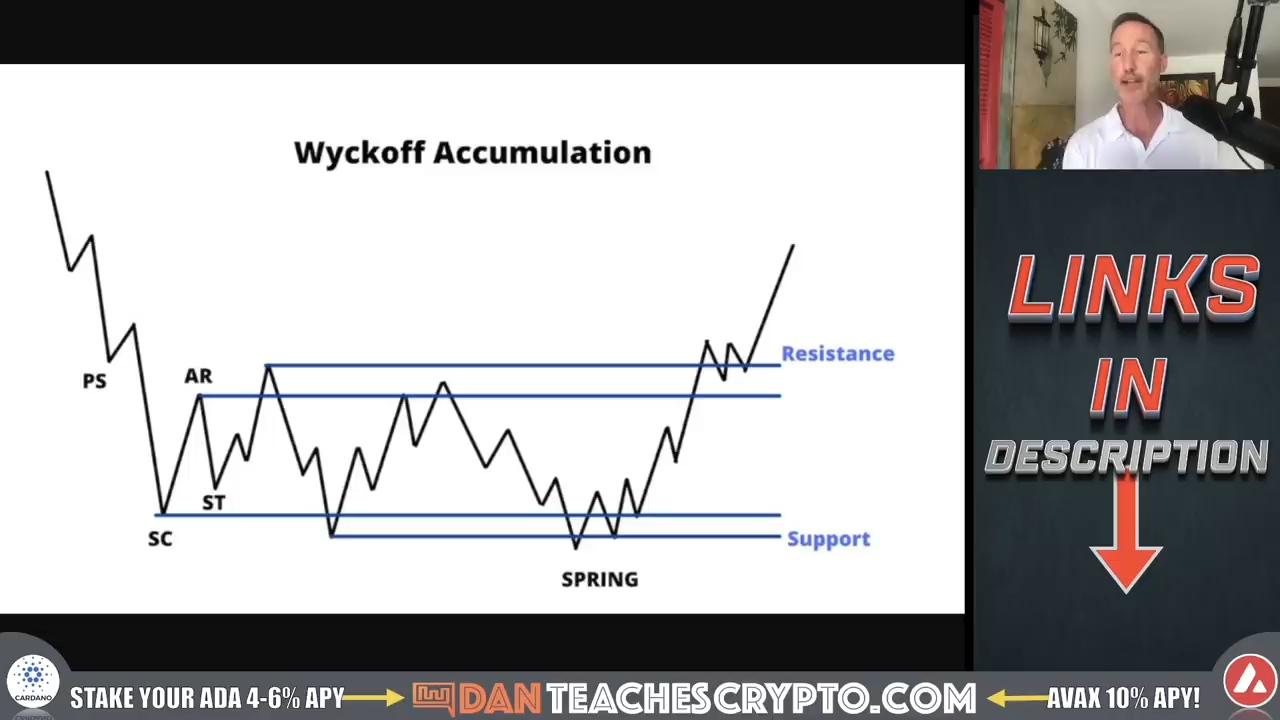 Wyckoff Accumulation
Resistance
AR
PS
ST
SC
Support
SPRING
LINKS
IN
DESCRIPTION
CARDANO
STAKE YOUR ADA 4-6% APY
DANTEACHESCRYPTO.COM
AVAX 10% APY!